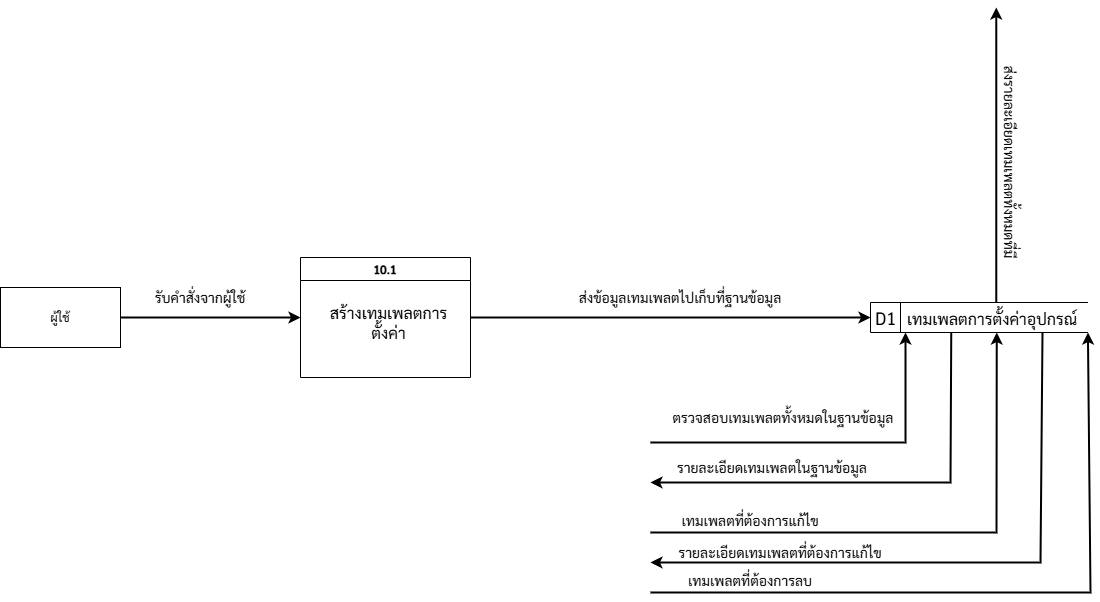 ส่งรายละเอียดเทมเพลตทั้งหมดที่มี
10.1
รับคำสั่งจากผู้ใช้
ส่งข้อมูลเทมเพลตไปเก็บที่ฐานข้อมูล
ผู้ใช้
สร้างเทมเพลตการ
ตั้งค่า
D1 เทมเพลตการตั้งค่าอุปกรณ์
ตรวจสอบเทมเพลตทั้งหมดในฐานข้อมูล
รายละเอียดเทมเพลตในฐานข้อมูล
เทมเพลตที่ต้องการแก้ไข
รายละเอียดเทมเพลตที่ต้องการแก้ไข
เทมเพลตที่ต้องการลบ